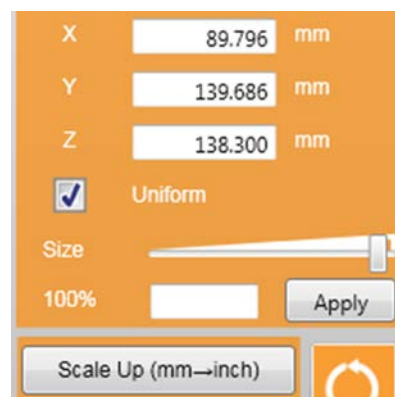 X 89.796 mm
Y 139.686 mm
Z 138.300 mm
Uniform
Size
100% Apply
Scale Up (mm→inch)